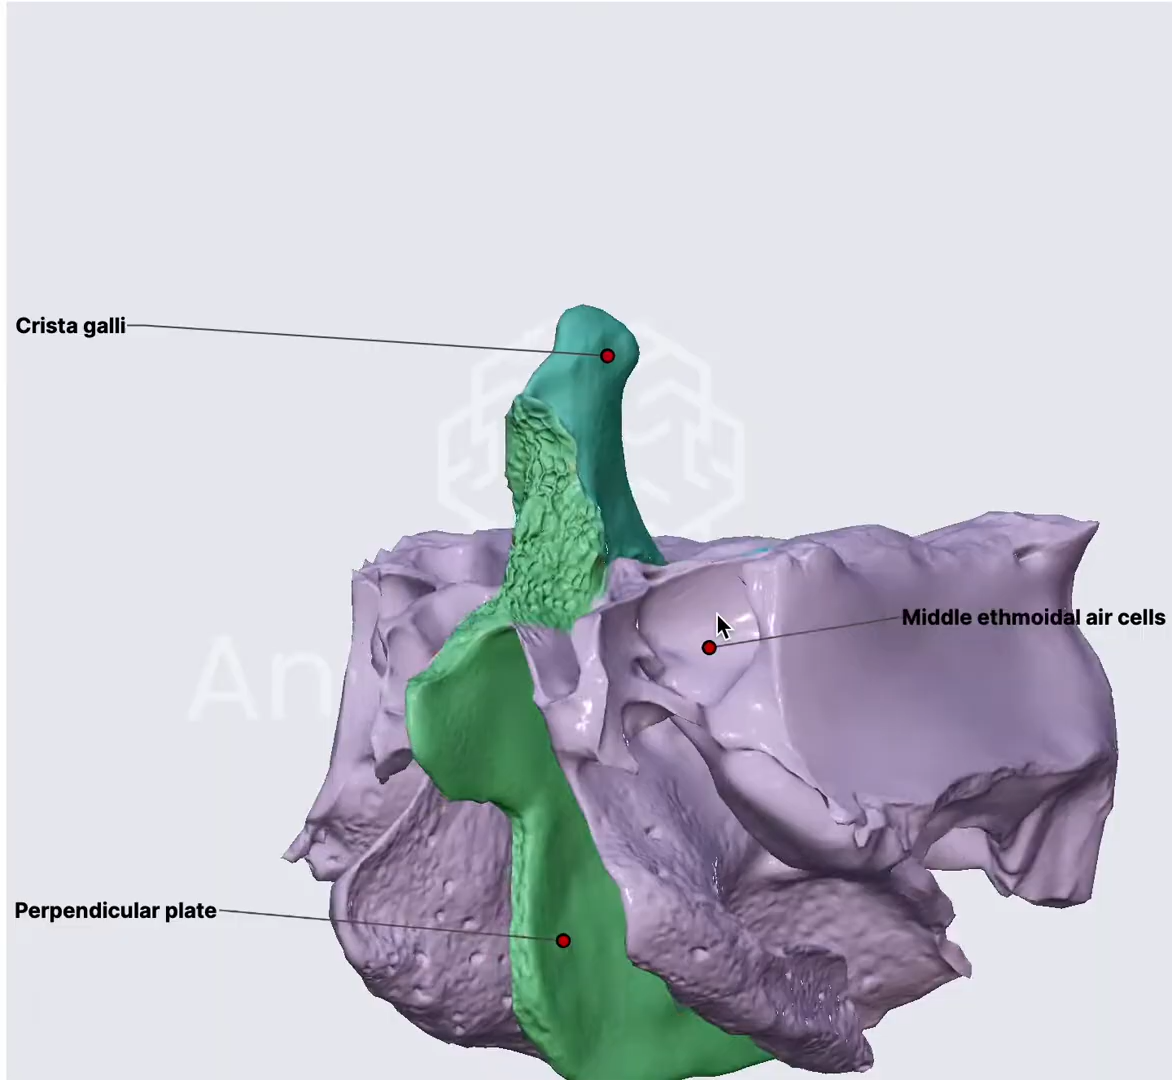 Crista galli
Middle ethmoidal air cells
Perpendicular plate